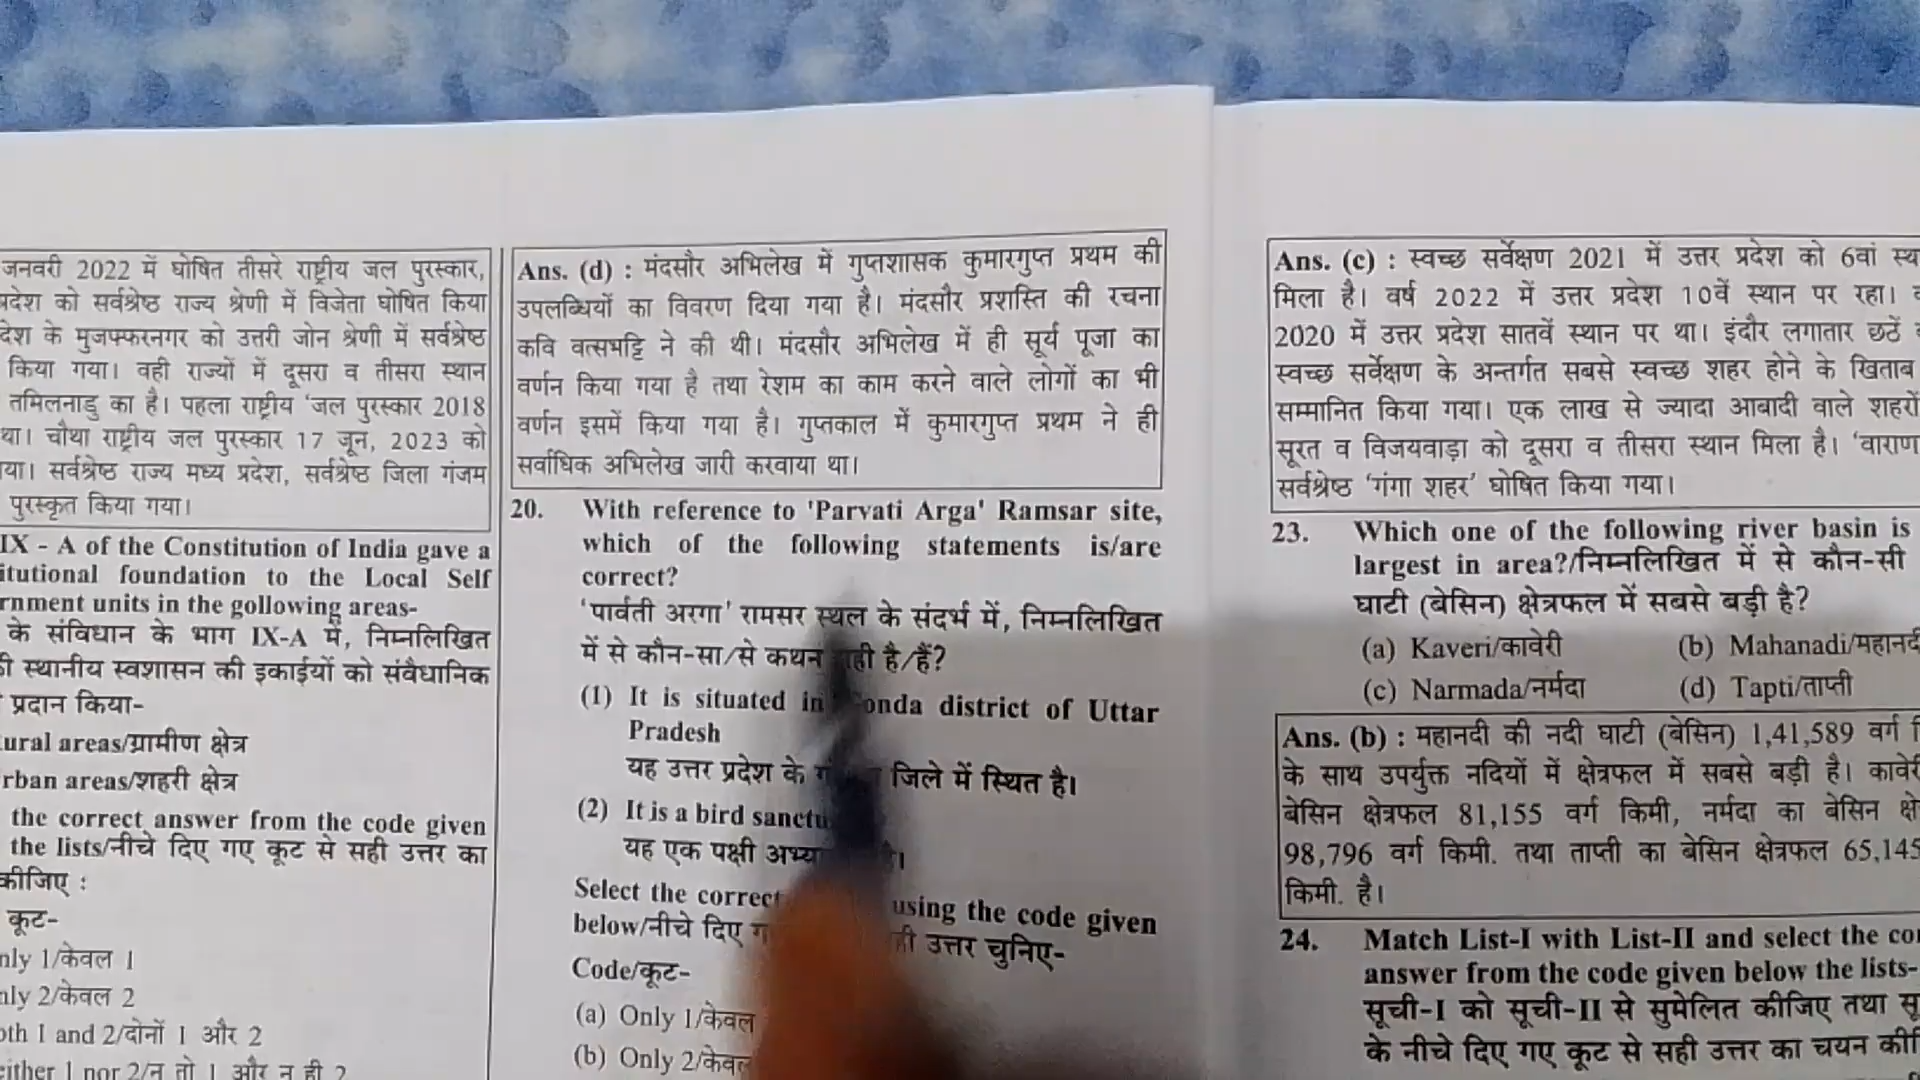 जनवरी 2022 में घोषित तीसरे राष्ट्रीय जल पुरस्कार,
प्रदेश को सर्वश्रेष्ठ राज्य श्रेणी में विजेता घोषित किया
देश के मुजफ्फरनगर को उत्तरी जोन श्रेणी में सर्वश्रेष्ठ
किया गया। वही राज्यों में दूसरा व तीसरा स्थान
तमिलनाडु का है। पहला राष्ट्रीय 'जल पुरस्कार 2018
था। चौथा राष्ट्रीय जल पुरस्कार 17 जून, 2023 को
गया। सर्वश्रेष्ठ राज्य मध्य प्रदेश, सर्वश्रेष्ठ जिला गंजम
पुरस्कृत किया गया।
IX - A of the Constitution of India gave a
itutional foundation to the Local Self
rnment units in the gollowing areas-
के संविधान के भाग IX-A में, निम्नलिखित
स्थानीय स्वशासन की इकाईयों को संवैधानिक
प्रदान किया-
ural areas/ग्रामीण क्षेत्र
rban areas/शहरी क्षेत्र
the correct answer from the code given
the lists/नीचे दिए गए कूट से सही उत्तर का
कीजिए :
कूट-
nly 1/केवल 1
nly 2/केवल 2
oth 1 and 2/दोनों 1 और 2
either 1 nor 2/न तो 1 और न ही 2
Ans. (d) : मंदसौर अभिलेख में गुप्तशासक कुमारगुप्त प्रथम की
उपलब्धियों का विवरण दिया गया है। मंदसौर प्रशस्ति की रचना
कवि वत्सभट्टि ने की थी। मंदसौर अभिलेख में ही सूर्य पूजा का
वर्णन किया गया है तथा रेशम का काम करने वाले लोगों का भी
वर्णन इसमें किया गया है। गुप्तकाल में कुमारगुप्त प्रथम ने ही
सर्वाधिक अभिलेख जारी करवाया था।
20. With reference to 'Parvati Arga' Ramsar site,
which of the following statements is/are
correct?
'पार्वती अरगा' रामसर स्थल के संदर्भ में, निम्नलिखित
में से कौन-सा/से कथन सही है/हैं?
(1) It is situated in onda district of Uttar
Pradesh
यह उत्तर प्रदेश के जिले में स्थित है।
(2) It is a bird sanctu
यह एक पक्षी अभ्या है।
Select the correct using the code given
below/नीचे दिए ग ही उत्तर चुनिए-
Code/कूट-
(a) Only 1/केवल
(b) Only 2/केवल
Ans. (c) : स्वच्छ सर्वेक्षण 2021 में उत्तर प्रदेश को 6वां स्थ
मिला है। वर्ष 2022 में उत्तर प्रदेश 10वें स्थान पर रहा।
2020 में उत्तर प्रदेश सातवें स्थान पर था। इंदौर लगातार छठें
स्वच्छ सर्वेक्षण के अन्तर्गत सबसे स्वच्छ शहर होने के खिताब
सम्मानित किया गया। एक लाख से ज्यादा आबादी वाले शहरों
सूरत व विजयवाड़ा को दूसरा व तीसरा स्थान मिला है। 'वाराण
सर्वश्रेष्ठ 'गंगा शहर' घोषित किया गया।
23. Which one of the following river basin is
largest in area?/निम्नलिखित में से कौन-सी
घाटी (बेसिन) क्षेत्रफल में सबसे बड़ी है?
(a) Kaveri/कावेरी (b) Mahanadi/महानदी
(c) Narmada/नर्मदा (d) Tapti/ताप्ती
Ans. (b) : महानदी की नदी घाटी (बेसिन) 1,41,589 वर्ग
के साथ उपर्युक्त नदियों में क्षेत्रफल में सबसे बड़ी है। कावेरी
बेसिन क्षेत्रफल 81,155 वर्ग किमी, नर्मदा का बेसिन क्षे
98,796 वर्ग किमी. तथा ताप्ती का बेसिन क्षेत्रफल 65,145
किमी. है।
24. Match List-I with List-II and select the co
answer from the code given below the lists-
सूची-I को सूची-II से सुमेलित कीजिए तथा सू
के नीचे दिए गए कूट से सही उत्तर का चयन कीजि